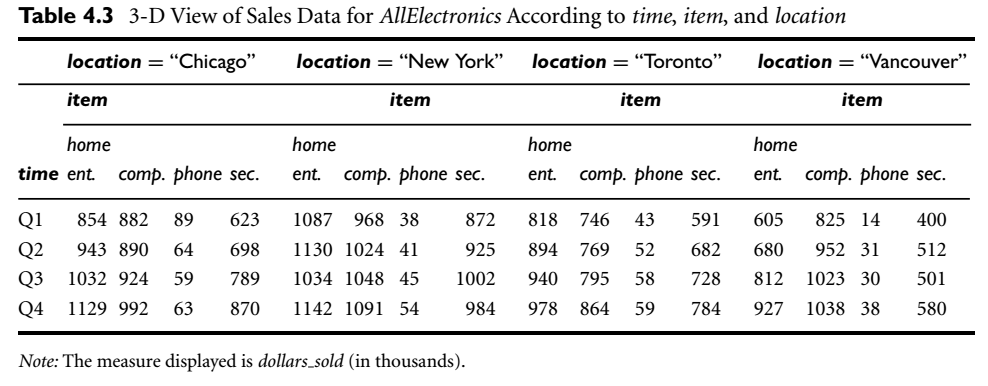 Table 4.3 3-D View of Sales Data for AllElectronics According to time, item, and location
location = “Chicago” location = “New York” location = “Toronto” location = “Vancouver”
item item item item
home home home home
time ent. comp. phone sec. ent. comp. phone sec. ent. comp. phone sec. ent. comp. phone sec.
Q1 854 882 89 623 1087 968 38 872 818 746 43 591 605 825 14 400
Q2 943 890 64 698 1130 1024 41 925 894 769 52 682 680 952 31 512
Q3 1032 924 59 789 1034 1048 45 1002 940 795 58 728 812 1023 30 501
Q4 1129 992 63 870 1142 1091 54 984 978 864 59 784 927 1038 38 580
Note: The measure displayed is dollars_sold (in thousands).